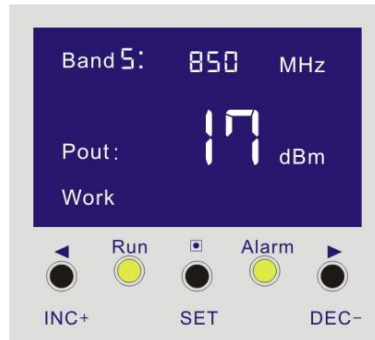 Band 5: 850 MHz
Pout: 17 dBm
Work
Run Alarm
INC+ SET DEC-